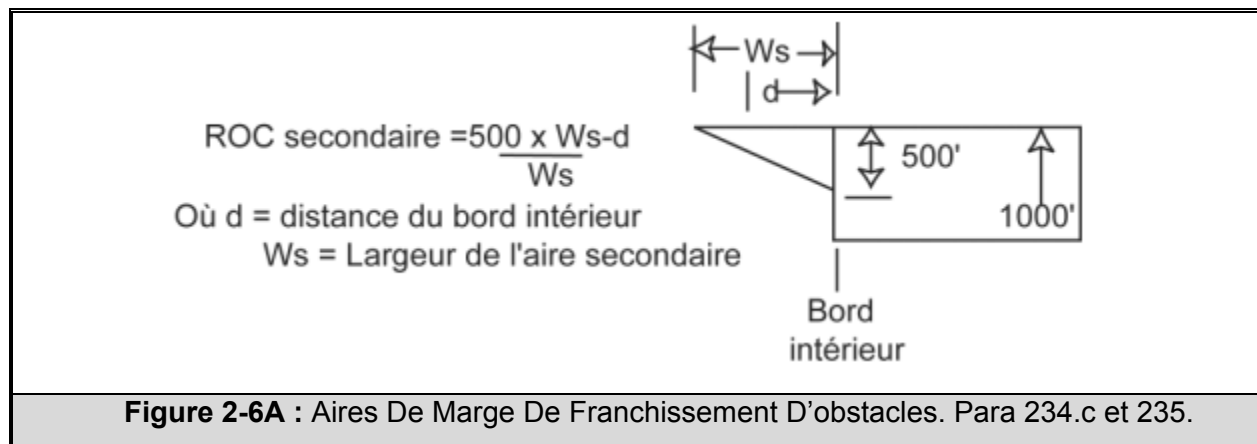 Ws
d
ROC secondaire =500 x Ws-d
Ws
500'
Où d = distance du bord intérieur
1000'
Ws = Largeur de l'aire secondaire
Bord
intérieur
Figure 2-6A : Aires De Marge De Franchissement D'obstacles. Para 234.c et 235.